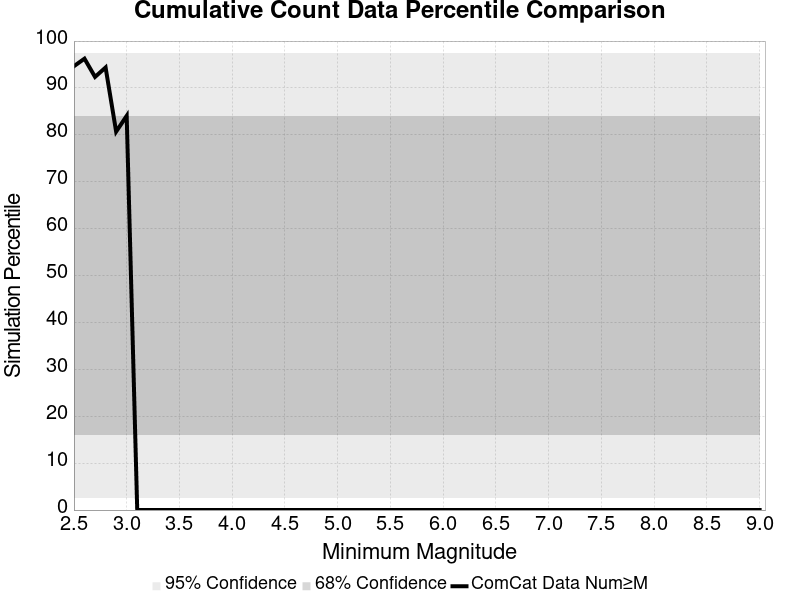 Cumulative Count Data Percentile Comparison
100
90
80
70
60
50
40
30
20
10
0
Simulation Percentile
2.5 3.0 3.5 4.0 4.5 5.0 5.5 6.0 6.5 7.0 7.5 8.0 8.5 9.0
Minimum Magnitude
95% Confidence 68% Confidence ComCat Data Num≥M